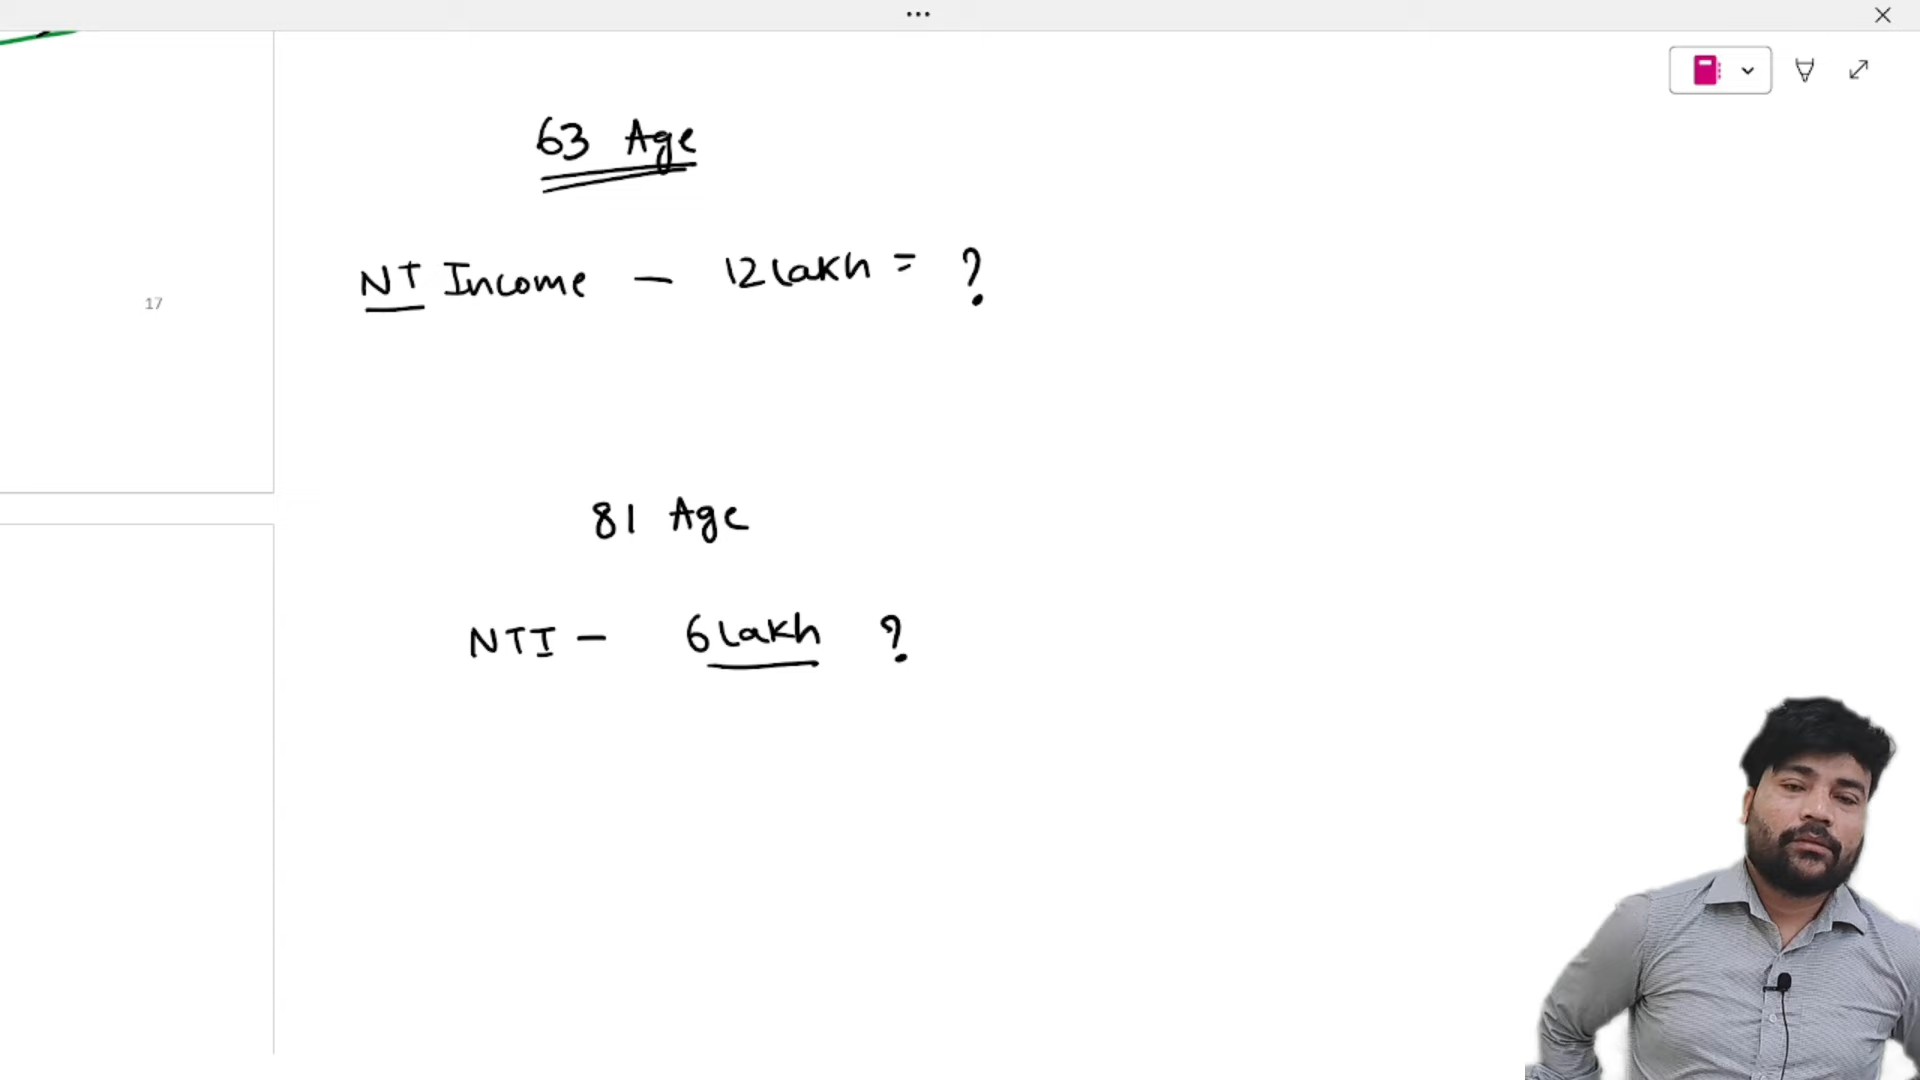 63 Age
NT Income - 12 Lakh = ?
17
81 Age
NTI - 6 Lakh ?